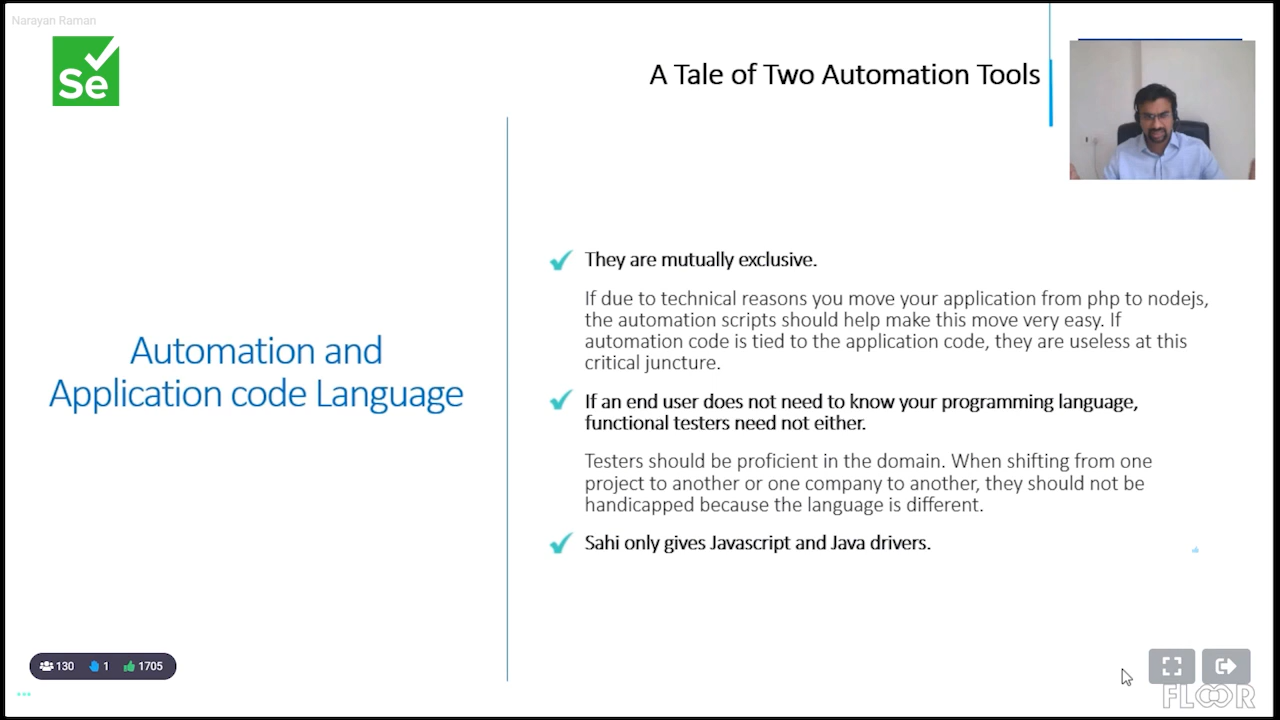 Narayan Raman
Se
A Tale of Two Automation Tools
Automation and
Application code Language
They are mutually exclusive.
If due to technical reasons you move your application from php to nodejs,
the automation scripts should help make this move very easy. If
automation code is tied to the application code, they are useless at this
critical juncture.
If an end user does not need to know your programming language,
functional testers need not either.
Testers should be proficient in the domain. When shifting from one
project to another or one company to another, they should not be
handicapped because the language is different.
Sahi only gives Javascript and Java drivers.
130 1 1705
FLOOR